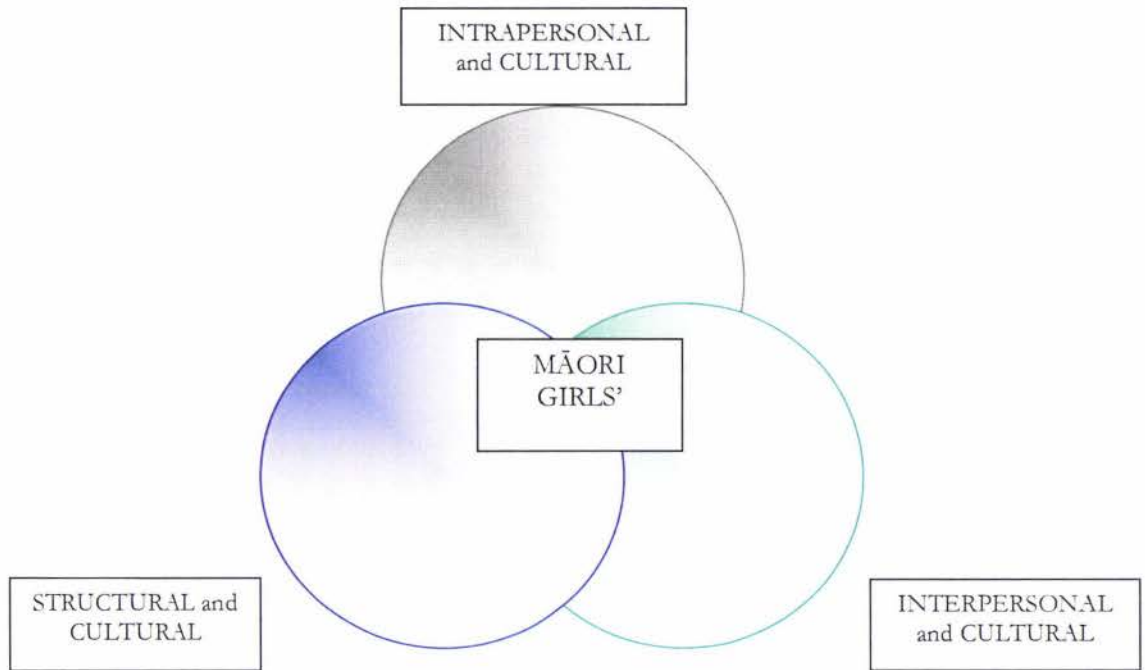 INTRAPERSONAL
and CULTURAL
MĀORI
GIRLS’
STRUCTURAL and
CULTURAL
INTERPERSONAL
and CULTURAL